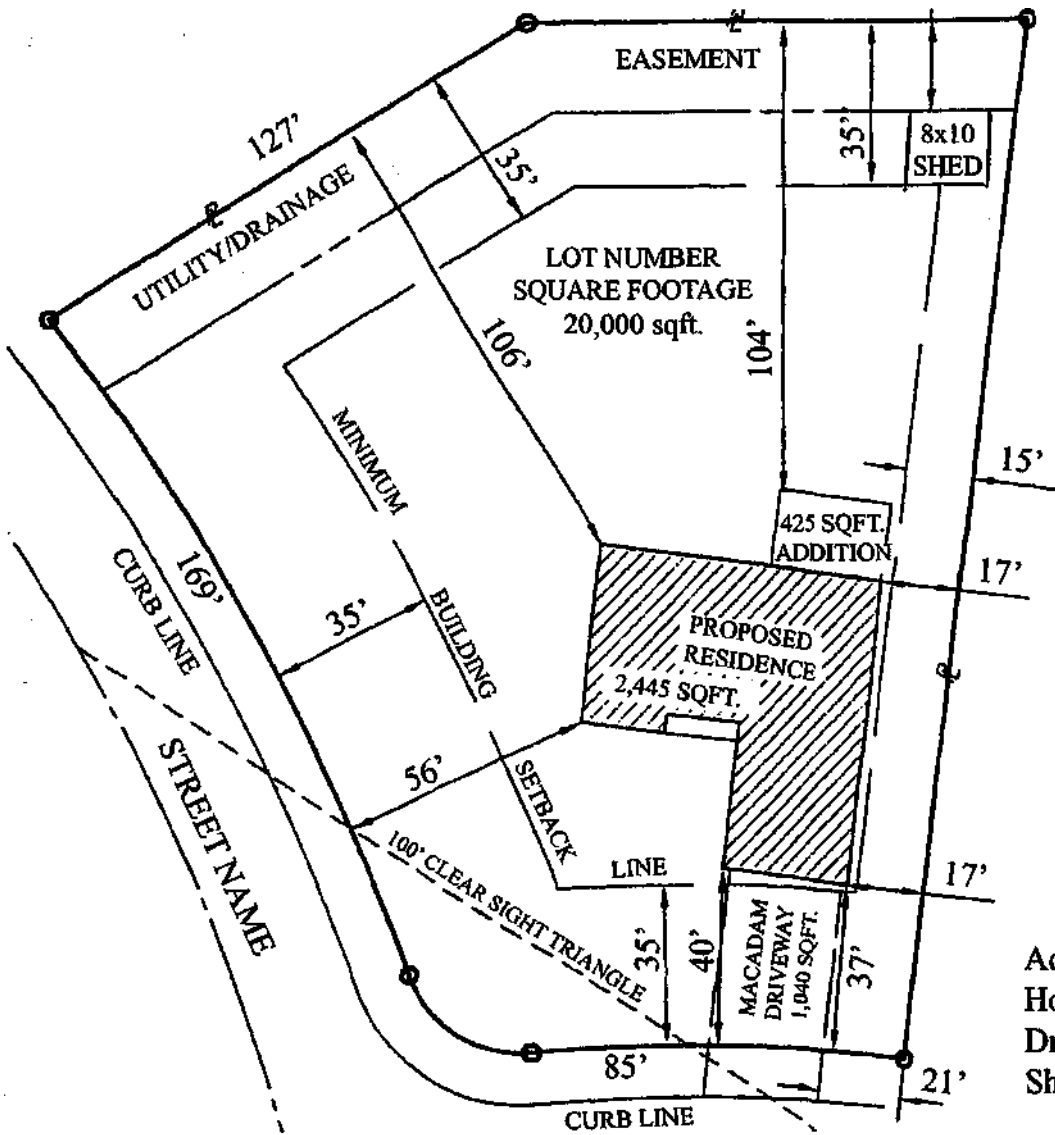 EASEMENT
127'
35'
35'
8x10
SHED
UTILITY/DRAINAGE
LOT NUMBER
SQUARE FOOTAGE
20,000 sqft.
106'
104'
MINIMUM
15'
425 SQFT.
ADDITION
169'
CURB LINE
35'
BUILDING
17'
PROPOSED
RESIDENCE
2,445 SQFT.
STREET NAME
56'
SETBACK
100' CLEAR SIGHT TRIANGLE
LINE
17'
35'
40'
MACADAM
DRIVEWAY
1,040 SQFT.
37'
85'
21'
CURB LINE